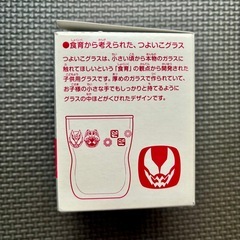 ●食育から考えられた、つよいこグラス
つよいこグラスは、小さい頃から本物のガラスに
触れてほしいという「食育」の観点から開発された
子供用グラスです。厚めのガラスで作られていて、
お子様の小さな手でもしっかりと持てるように
グラスの中ほどがくびれたデザインです。